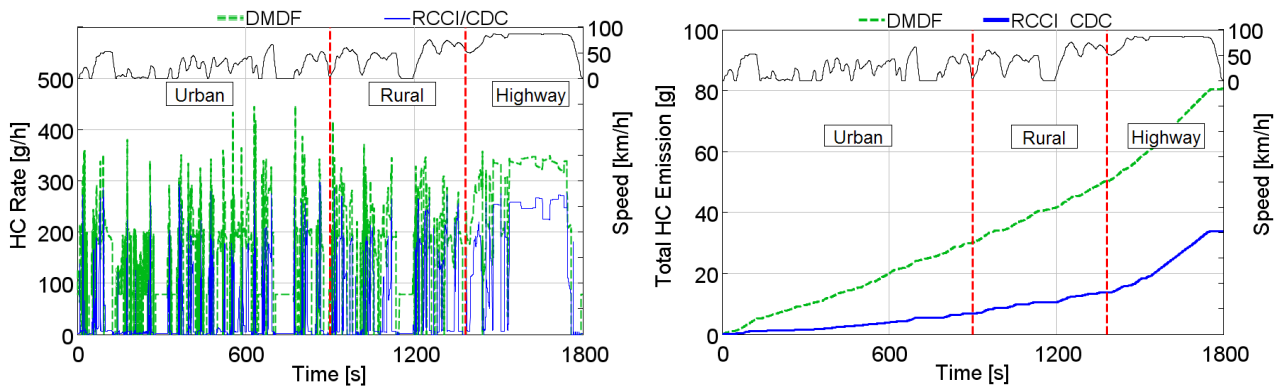 DMDF RCCI/CDC
100
50
0
500
400
300
200
100
0
HC Rate [g/h]
Speed [km/h]
Urban Rural Highway
0 600 1200 1800
Time [s]
DMDF RCCI_CDC
100
80
60
40
20
0
100
50
0
Total HC Emission [g]
Speed [km/h]
Urban Rural Highway
0 600 1200 1800
Time [s]